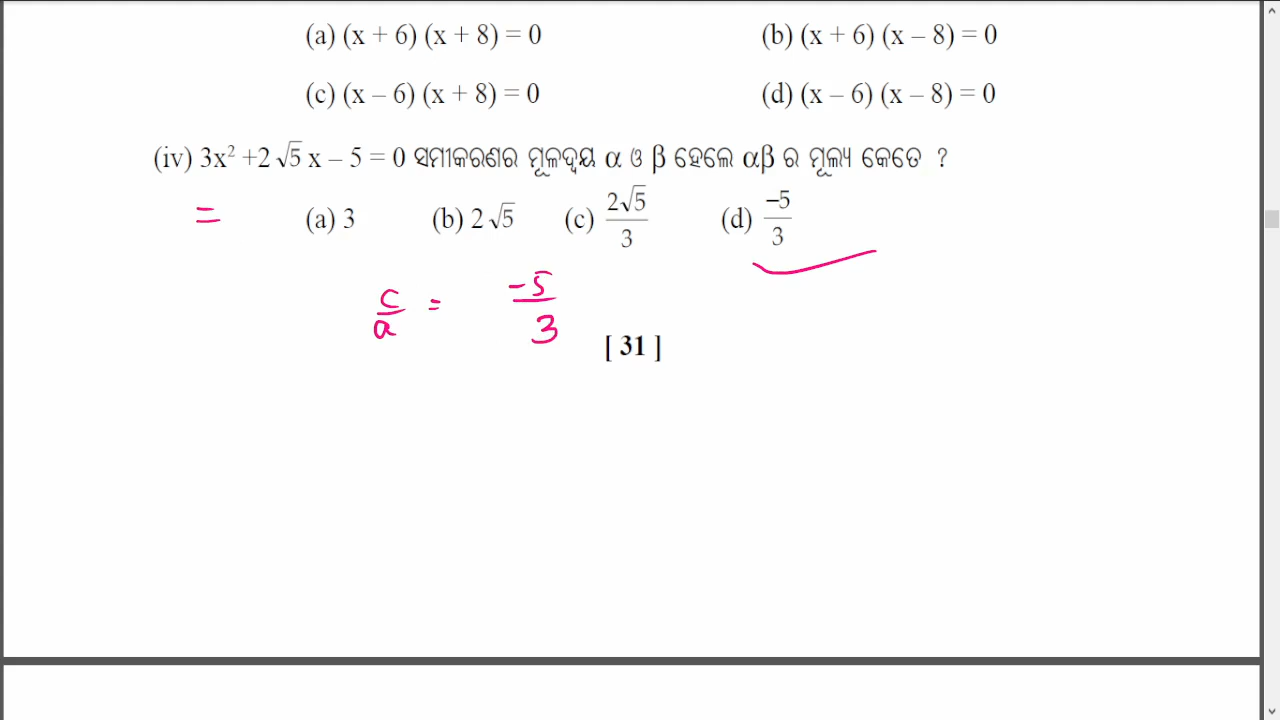 (a) (x + 6) (x + 8) = 0 (b) (x + 6) (x – 8) = 0
(c) (x – 6) (x + 8) = 0 (d) (x – 6) (x – 8) = 0
(iv) 3x² +2√5 x – 5 = 0 ସମୀକରଣର ମୂଳଦ୍ଵୟ α ଓ β ହେଲେ αβ ର ମୂଲ୍ୟ କେତେ ?
= (a) 3 (b) 2√5 (c) 2√5/3 (d) –5/3
c/a = -5/3
[ 31 ]